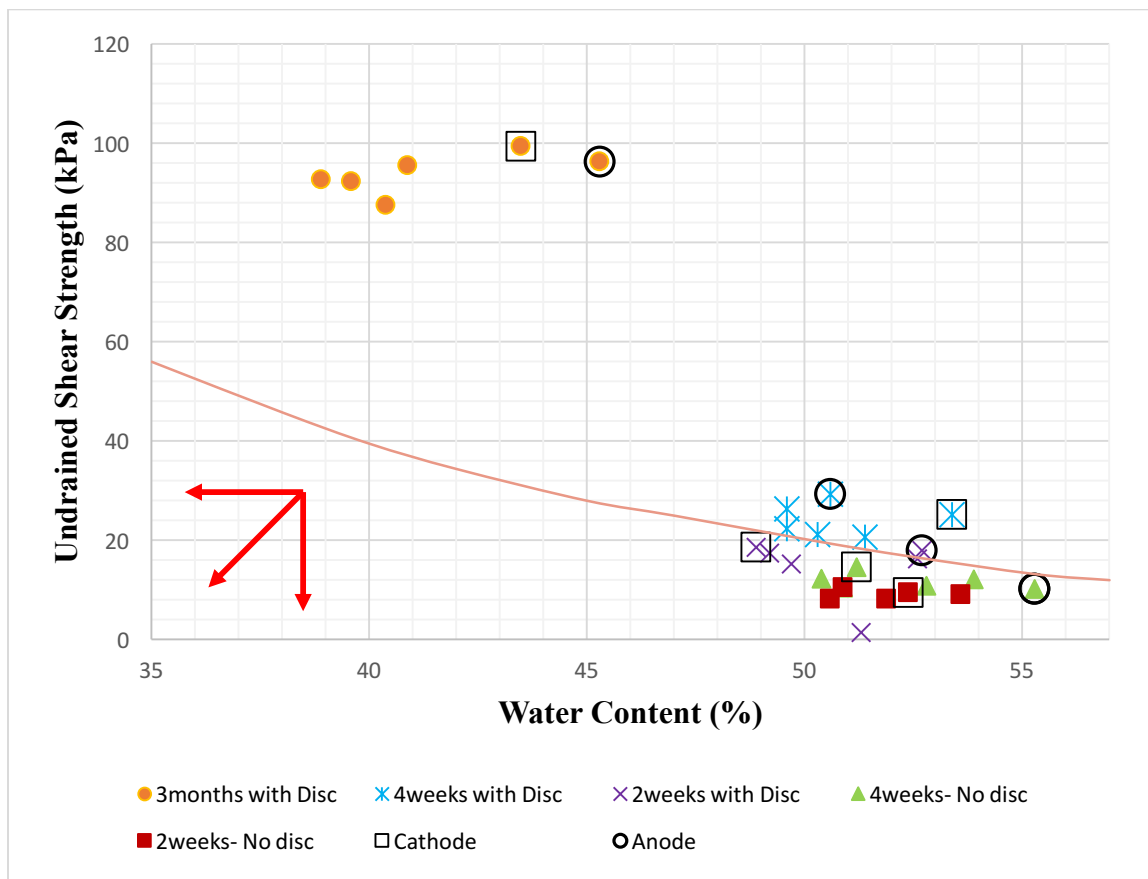 120
100
80
60
40
20
0
Undrained Shear Strength (kPa)
35 40 45 50 55
Water Content (%)
3months with Disc 4weeks with Disc 2weeks with Disc 4weeks- No disc
2weeks- No disc Cathode Anode